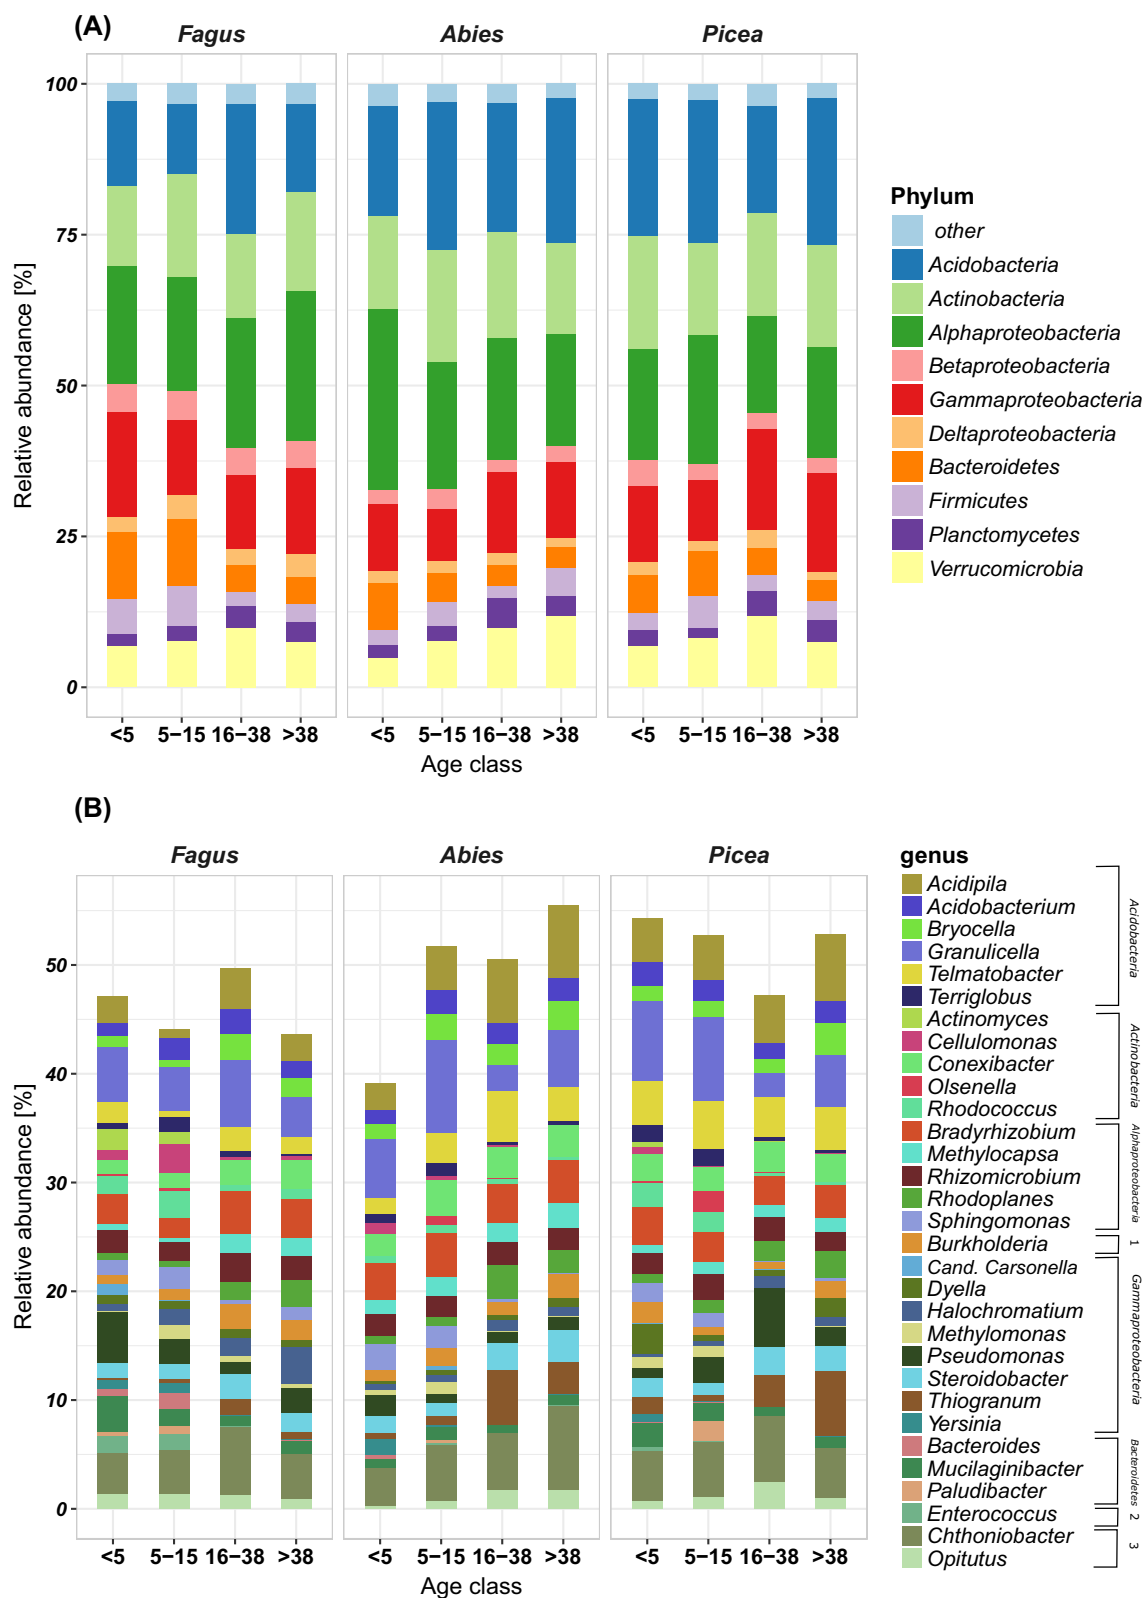 (A)
Fagus Abies Picea
Relative abundance [%]
100
75
50
25
0
<5 5−15 16−38 >38 <5 5−15 16−38 >38 <5 5−15 16−38 >38
Age class
Phylum
other
Acidobacteria
Actinobacteria
Alphaproteobacteria
Betaproteobacteria
Gammaproteobacteria
Deltaproteobacteria
Bacteroidetes
Firmicutes
Planctomycetes
Verrucomicrobia
(B)
Fagus Abies Picea
Relative abundance [%]
50
40
30
20
10
0
<5 5−15 16−38 >38 <5 5−15 16−38 >38 <5 5−15 16−38 >38
Age class
genus
Acidipila
Acidobacterium
Bryocella
Granulicella
Telmatobacter
Terriglobus
Actinomyces
Cellulomonas
Conexibacter
Olsenella
Rhodococcus
Bradyrhizobium
Methylocapsa
Rhizomicrobium
Rhodoplanes
Sphingomonas
Burkholderia
Cand. Carsonella
Dyella
Halochromatium
Methylomonas
Pseudomonas
Steroidobacter
Thiogranum
Yersinia
Bacteroides
Mucilaginibacter
Paludibacter
Enterococcus
Chthoniobacter
Opitutus
Acidobacteria
Actinobacteria
Alphaproteobacteria
1
Gammaproteobacteria
Bacteroidetes
2
3